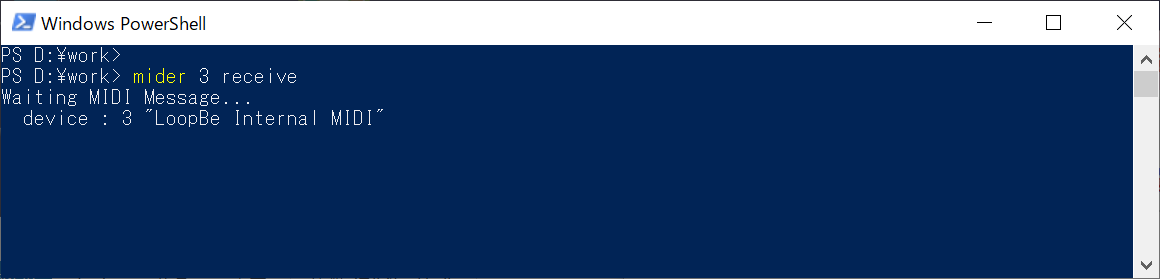 Windows PowerShell
PS D:¥work>
PS D:¥work> mider 3 receive
Waiting MIDI Message...
  device : 3 "LoopBe Internal MIDI"